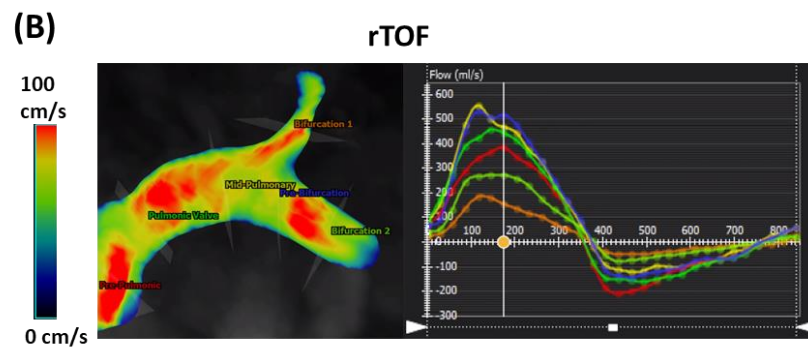 (B)
rTOF
100
cm/s
0 cm/s
Bifurcation 1
Mid-Pulmonary
Pre-Bifurcation
Pulmonic Valve
Bifurcation 2
Pre-Pulmonic
Flow (ml/s)
600
500
400
300
200
100
0 100 200 300 400 500 600 700 800
-100
-200
-300